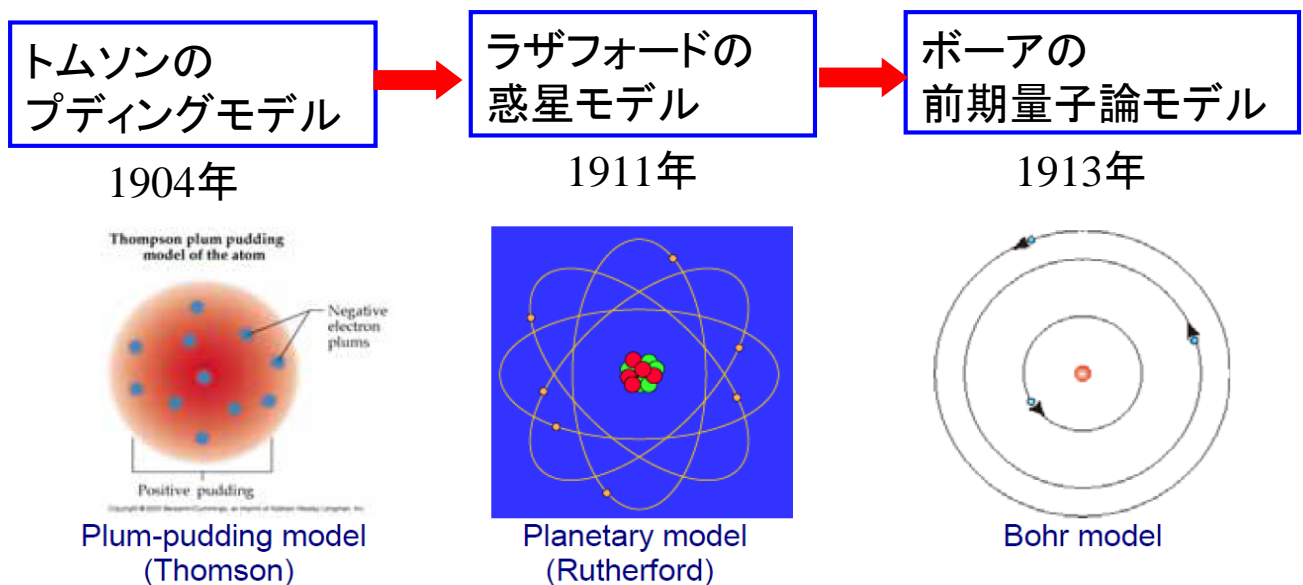 トムソンの
プディングモデル
ラザフォードの
惑星モデル
ボーアの
前期量子論モデル
1904年
1911年
1913年
Thompson plum pudding
model of the atom
Negative
electron
plums
Positive pudding
Plum-pudding model
(Thomson)
Planetary model
(Rutherford)
Bohr model